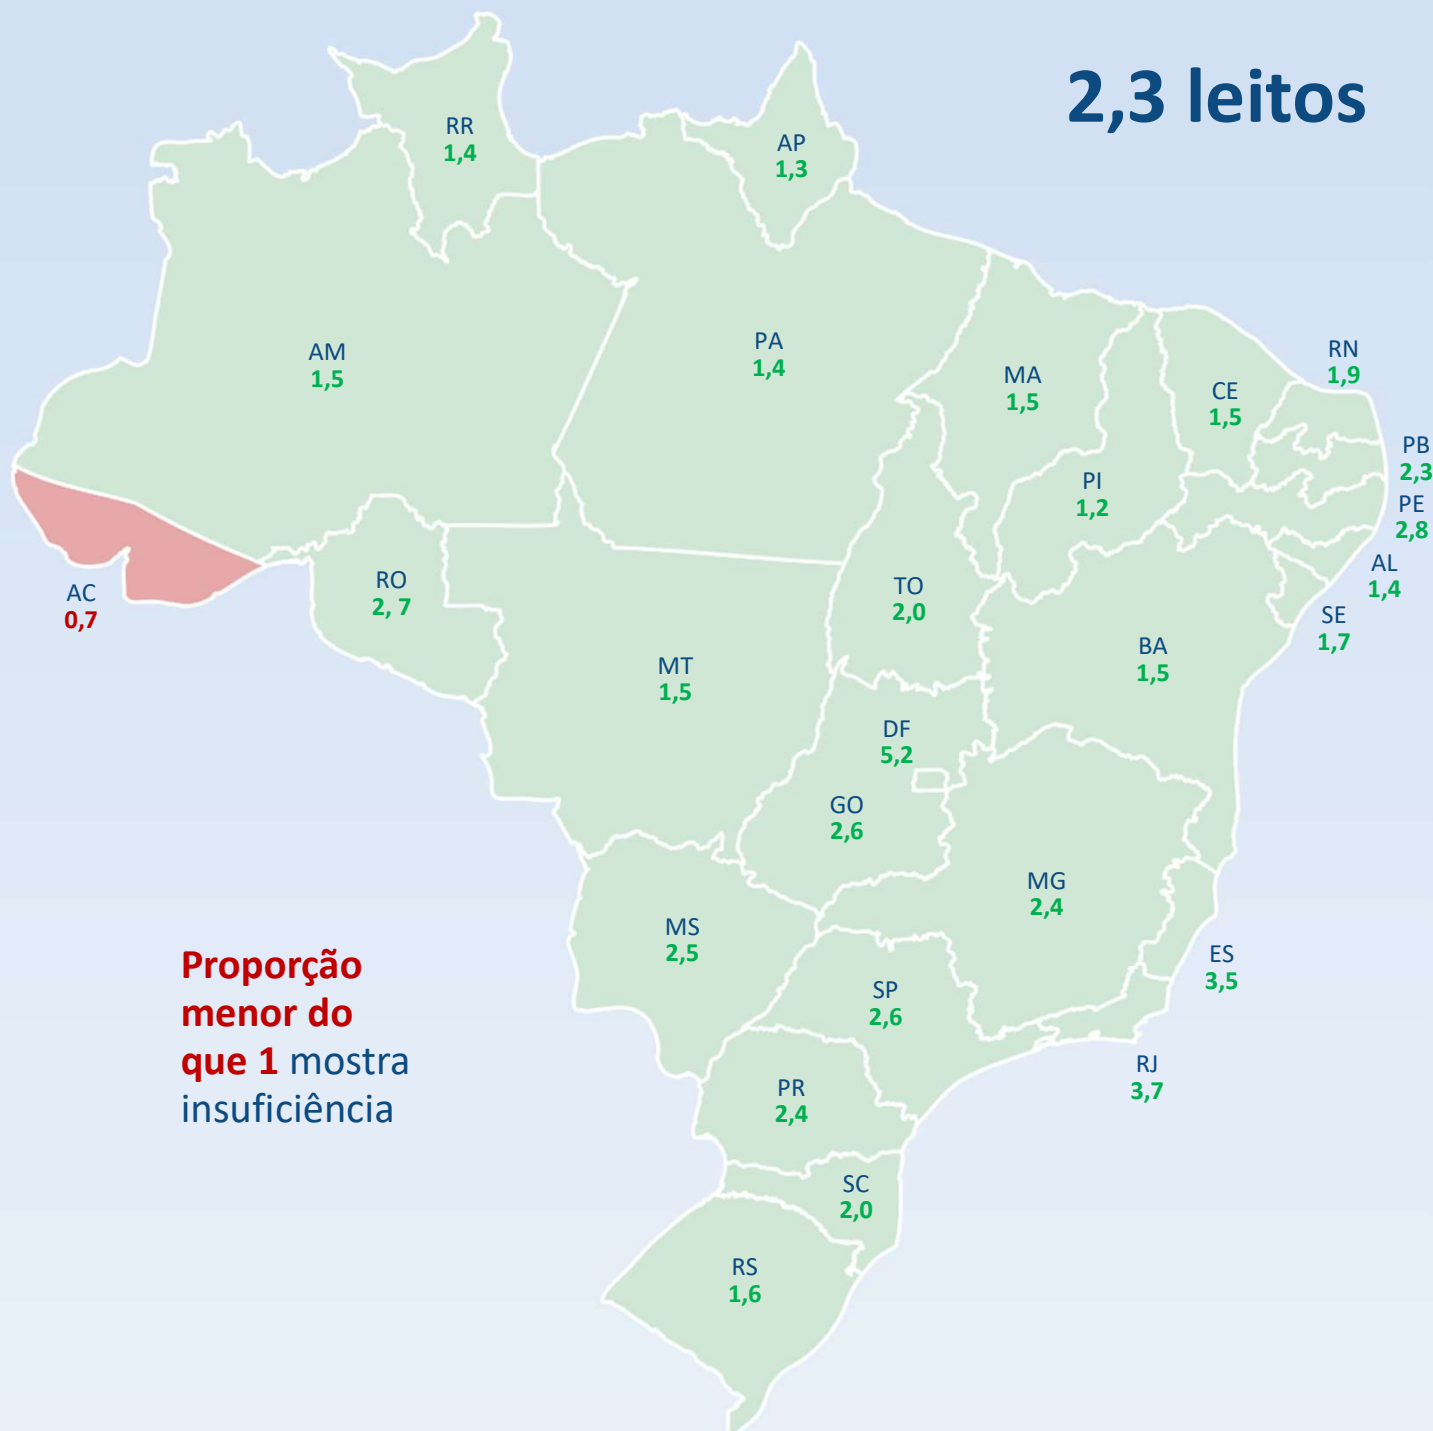 2,3 leitos
RR
1,4
AP
1,3
AM
1,5
PA
1,4
MA
1,5
CE
1,5
RN
1,9
PB
2,3
PI
1,2
PE
2,8
AL
1,4
SE
1,7
AC
0,7
RO
2, 7
TO
2,0
BA
1,5
MT
1,5
DF
5,2
GO
2,6
MG
2,4
MS
2,5
ES
3,5
SP
2,6
RJ
3,7
PR
2,4
SC
2,0
RS
1,6
Proporção
menor do
que 1 mostra
insuficiência